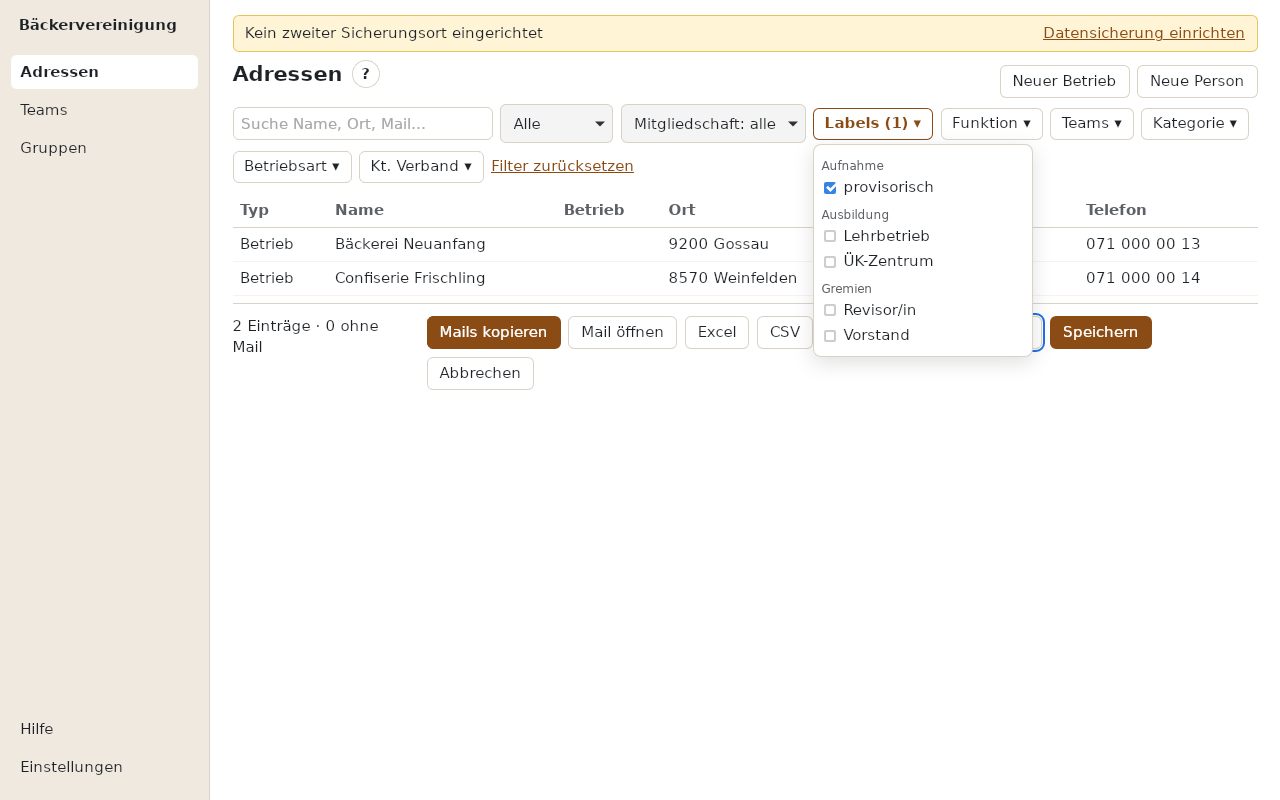 Bäckervereinigung
Adressen
Teams
Gruppen
Hilfe
Einstellungen
Kein zweiter Sicherungsort eingerichtet Datensicherung einrichten
Adressen ? Neuer Betrieb Neue Person
Suche Name, Ort, Mail... Alle Mitgliedschaft: alle Labels (1) ▾ Funktion ▾ Teams ▾ Kategorie ▾
Betriebsart ▾ Kt. Verband ▾ Filter zurücksetzen
Aufnahme
provisorisch
Ausbildung
Lehrbetrieb
ÜK-Zentrum
Gremien
Revisor/in
Vorstand
Typ Name Betrieb Ort Telefon
Betrieb Bäckerei Neuanfang 9200 Gossau 071 000 00 13
Betrieb Confiserie Frischling 8570 Weinfelden 071 000 00 14
2 Einträge · 0 ohne
Mail
Mails kopieren Mail öffnen Excel CSV Speichern
Abbrechen